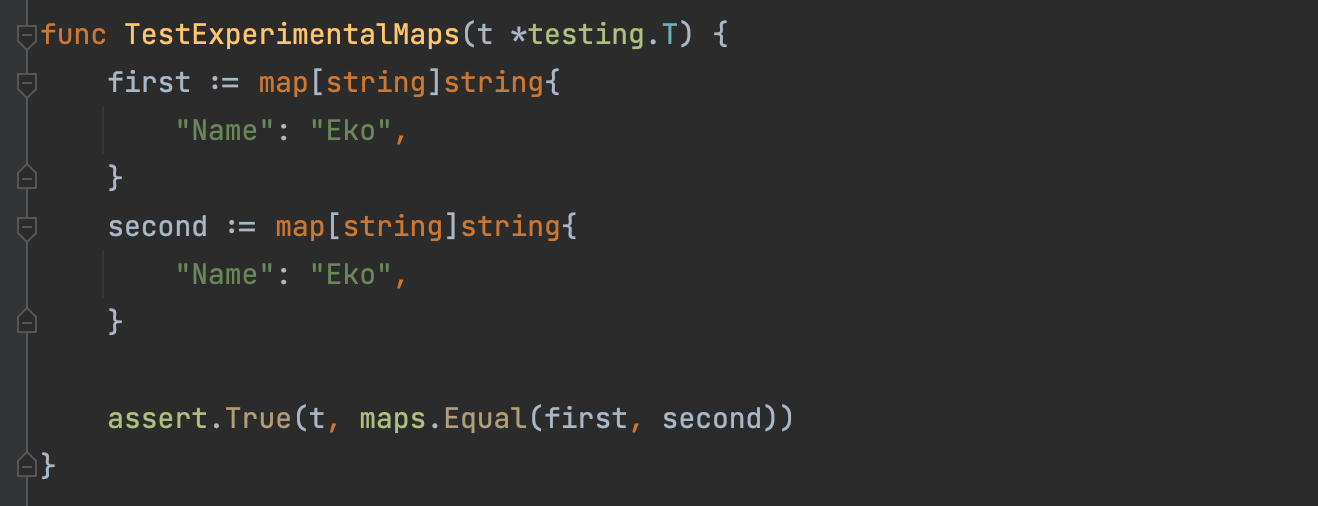 func TestExperimentalMaps(t *testing.T) {
    first := map[string]string{
        "Name": "Eko",
    }
    second := map[string]string{
        "Name": "Eko",
    }

    assert.True(t, maps.Equal(first, second))
}